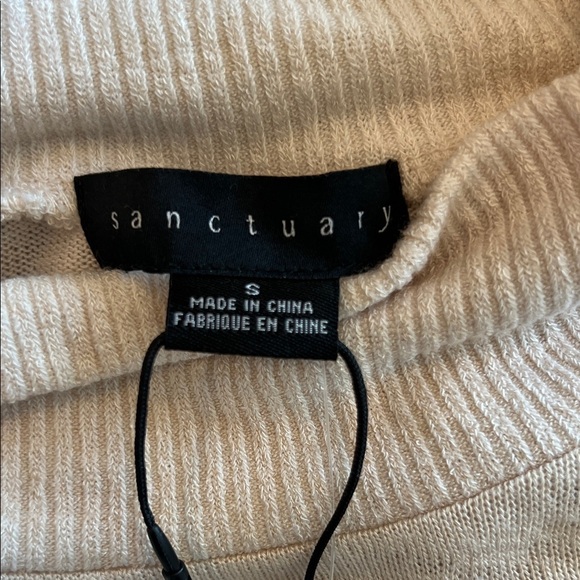 sanctuary
S
MADE IN CHINA
FABRIQUE EN CHINE